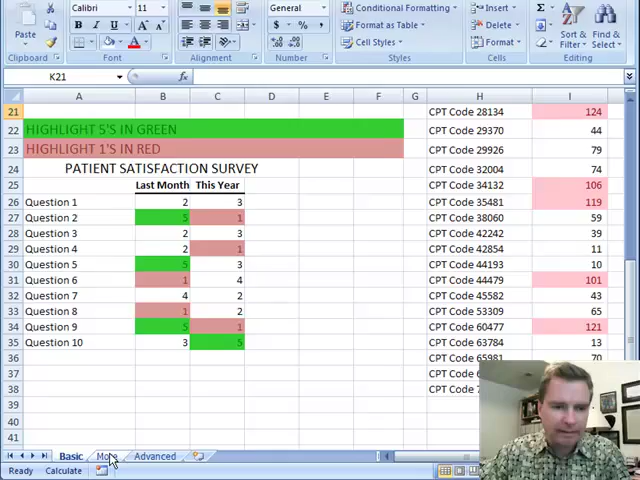 Calibri 11 General Conditional Formatting Insert
Paste B I U $ % , Format as Table Delete Sort & Filter Find & Select
Cell Styles Format
Clipboard Font Alignment Number Styles Cells Editing
K21 fx
A B C D E F G H I
21 CPT Code 28134 124
22 HIGHLIGHT 5'S IN GREEN CPT Code 29370 44
23 HIGHLIGHT 1'S IN RED CPT Code 29926 79
24 PATIENT SATISFACTION SURVEY CPT Code 32004 74
25 Last Month This Year CPT Code 34132 106
26 Question 1 2 3 CPT Code 35481 119
27 Question 2 5 1 CPT Code 38060 59
28 Question 3 2 3 CPT Code 42242 39
29 Question 4 2 1 CPT Code 42854 11
30 Question 5 5 3 CPT Code 44193 10
31 Question 6 1 4 CPT Code 44479 101
32 Question 7 4 2 CPT Code 45582 43
33 Question 8 1 2 CPT Code 53309 65
34 Question 9 5 1 CPT Code 60477 121
35 Question 10 3 5 CPT Code 63784 13
36 CPT Code 65981 70
37 CPT Code
38 CPT Code
39
40
41
Basic More Advanced
Ready Calculate